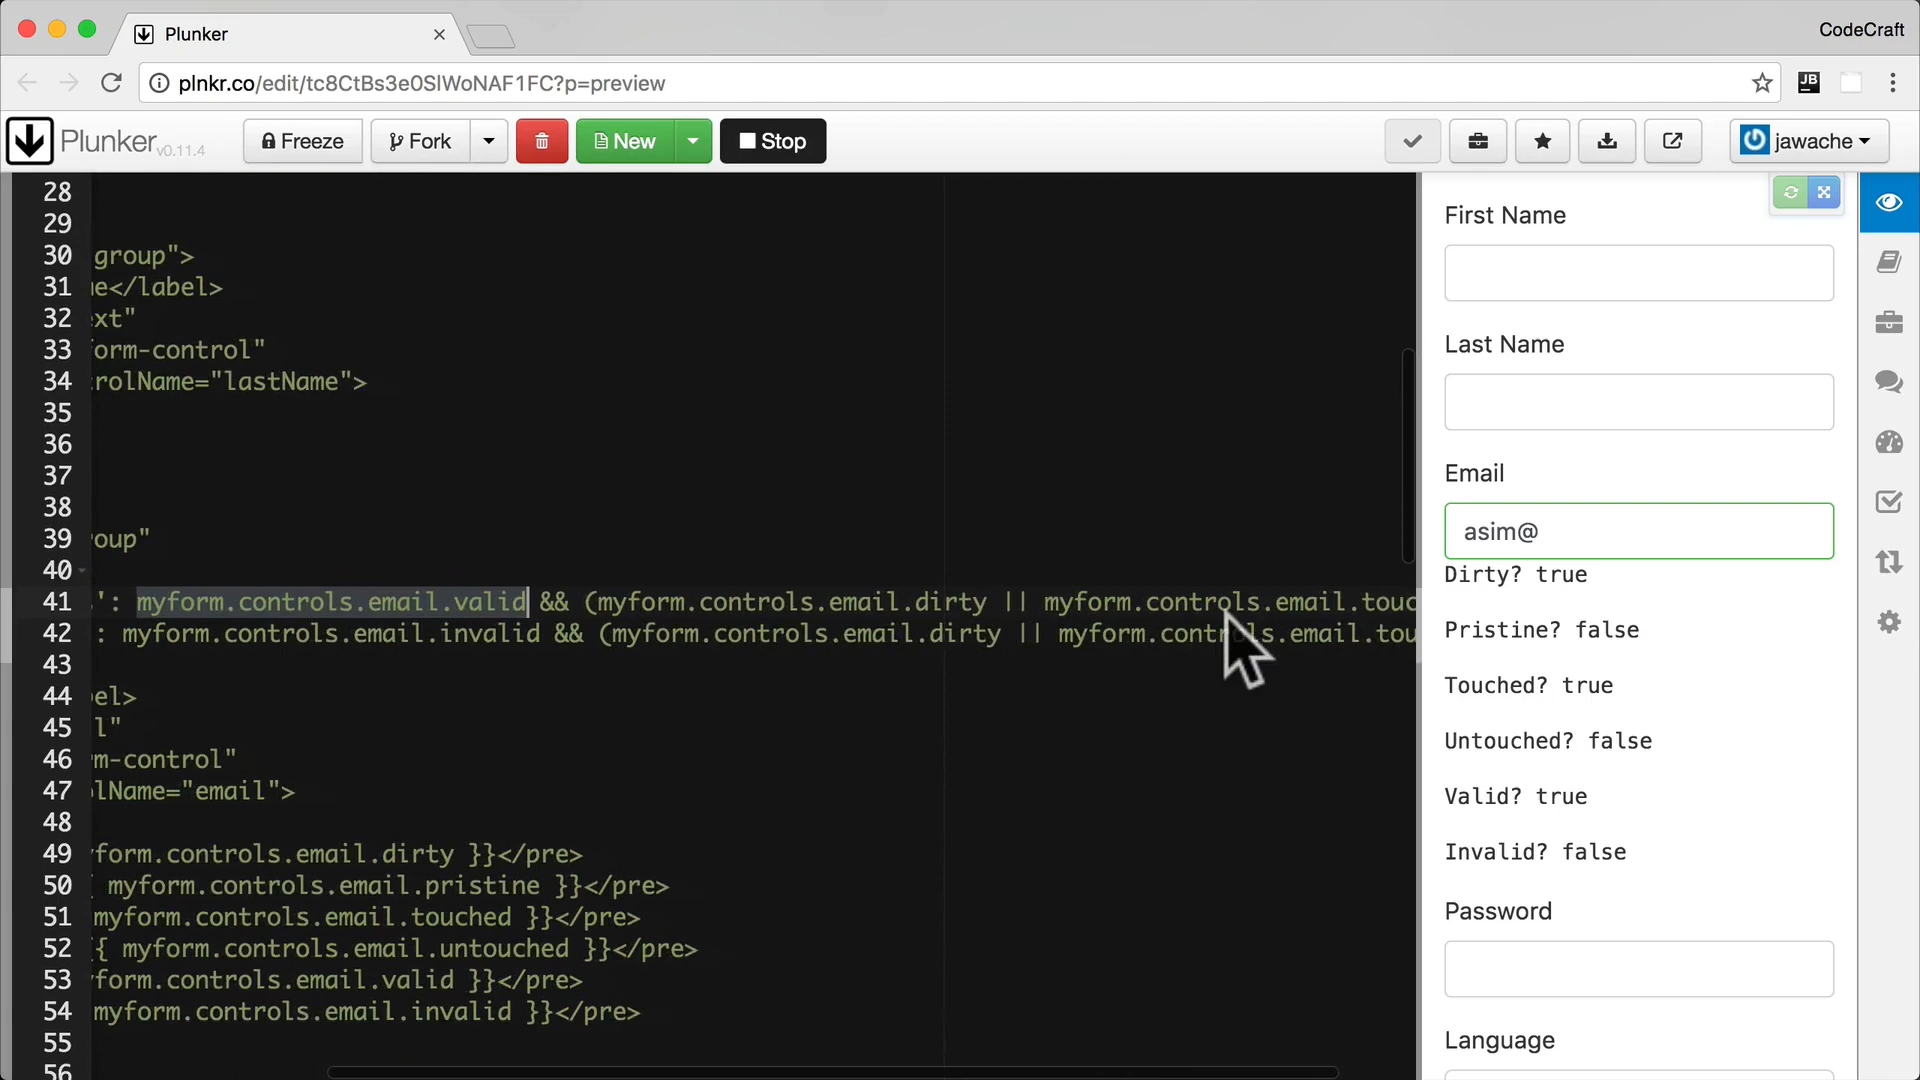 Plunker
CodeCraft
plnkr.co/edit/tc8CtBs3e0SlWoNAF1FC?p=preview
JB
Plunker v0.11.4
Freeze
Fork
New
Stop
jawache
28
29
30 group">
31 e</label>
32 xt"
33 form-control"
34 rolName="lastName">
35
36
37
38
39 oup"
40
41 ': myform.controls.email.valid && (myform.controls.email.dirty || myform.controls.email.touc
42 : myform.controls.email.invalid && (myform.controls.email.dirty || myform.controls.email.tou
43
44 el>
45 l"
46 m-control"
47 lName="email">
48
49 form.controls.email.dirty }}</pre>
50 { myform.controls.email.pristine }}</pre>
51 myform.controls.email.touched }}</pre>
52 {{ myform.controls.email.untouched }}</pre>
53 form.controls.email.valid }}</pre>
54 myform.controls.email.invalid }}</pre>
55
56
First Name
Last Name
Email
asim@
Dirty? true
Pristine? false
Touched? true
Untouched? false
Valid? true
Invalid? false
Password
Language